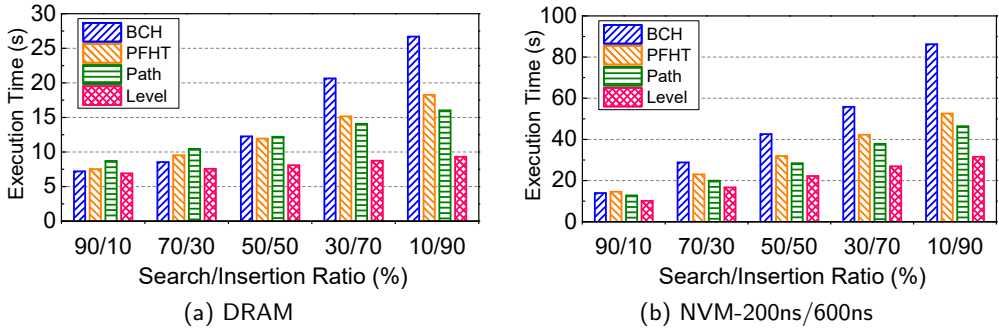 30
25
20
15
10
5
0
Execution Time (s)
BCH
PFHT
Path
Level
90/10 70/30 50/50 30/70 10/90
Search/Insertion Ratio (%)
(a) DRAM
100
80
60
40
20
0
Execution Time (s)
BCH
PFHT
Path
Level
90/10 70/30 50/50 30/70 10/90
Search/Insertion Ratio (%)
(b) NVM-200ns/600ns